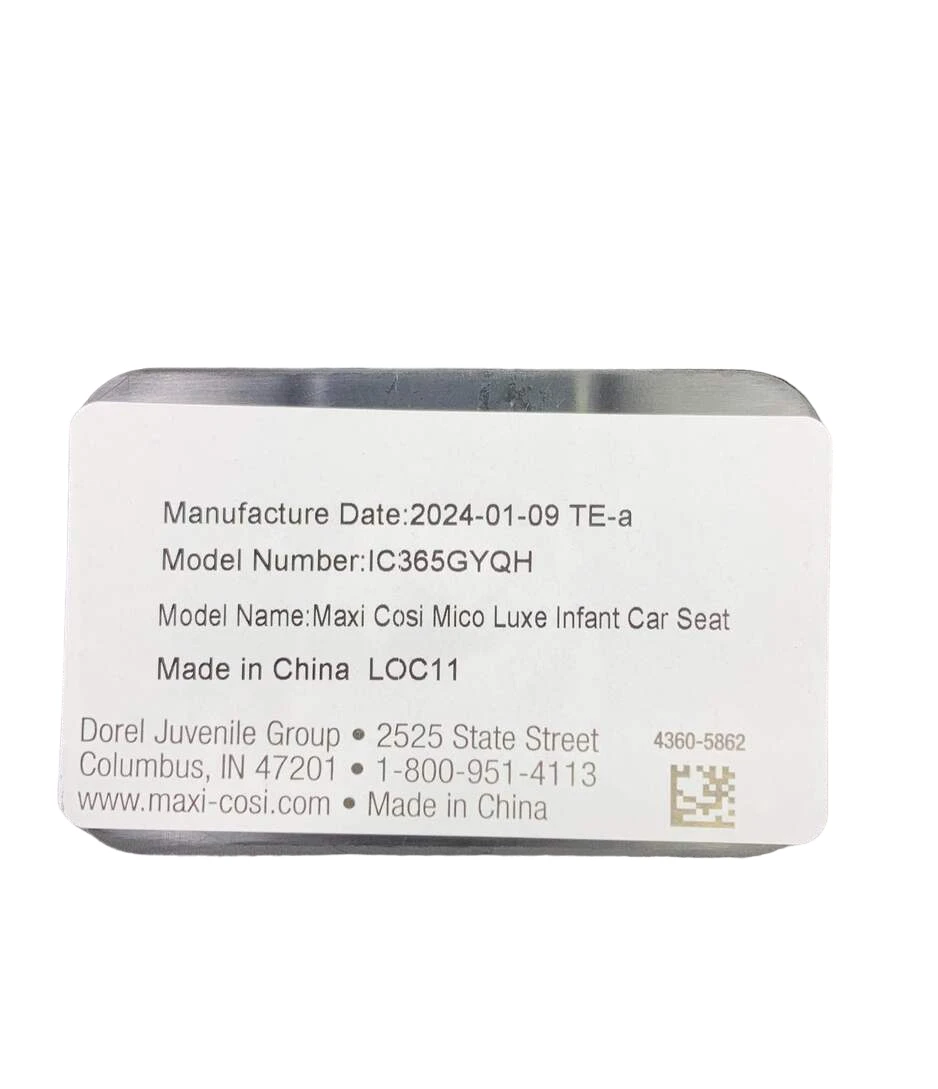 Manufacture Date:2024-01-09 TE-a
Model Number:IC365GYQH
Model Name:Maxi Cosi Mico Luxe Infant Car Seat
Made in China LOC11
Dorel Juvenile Group • 2525 State Street
Columbus, IN 47201 • 1-800-951-4113
www.maxi-cosi.com • Made in China
4360-5862